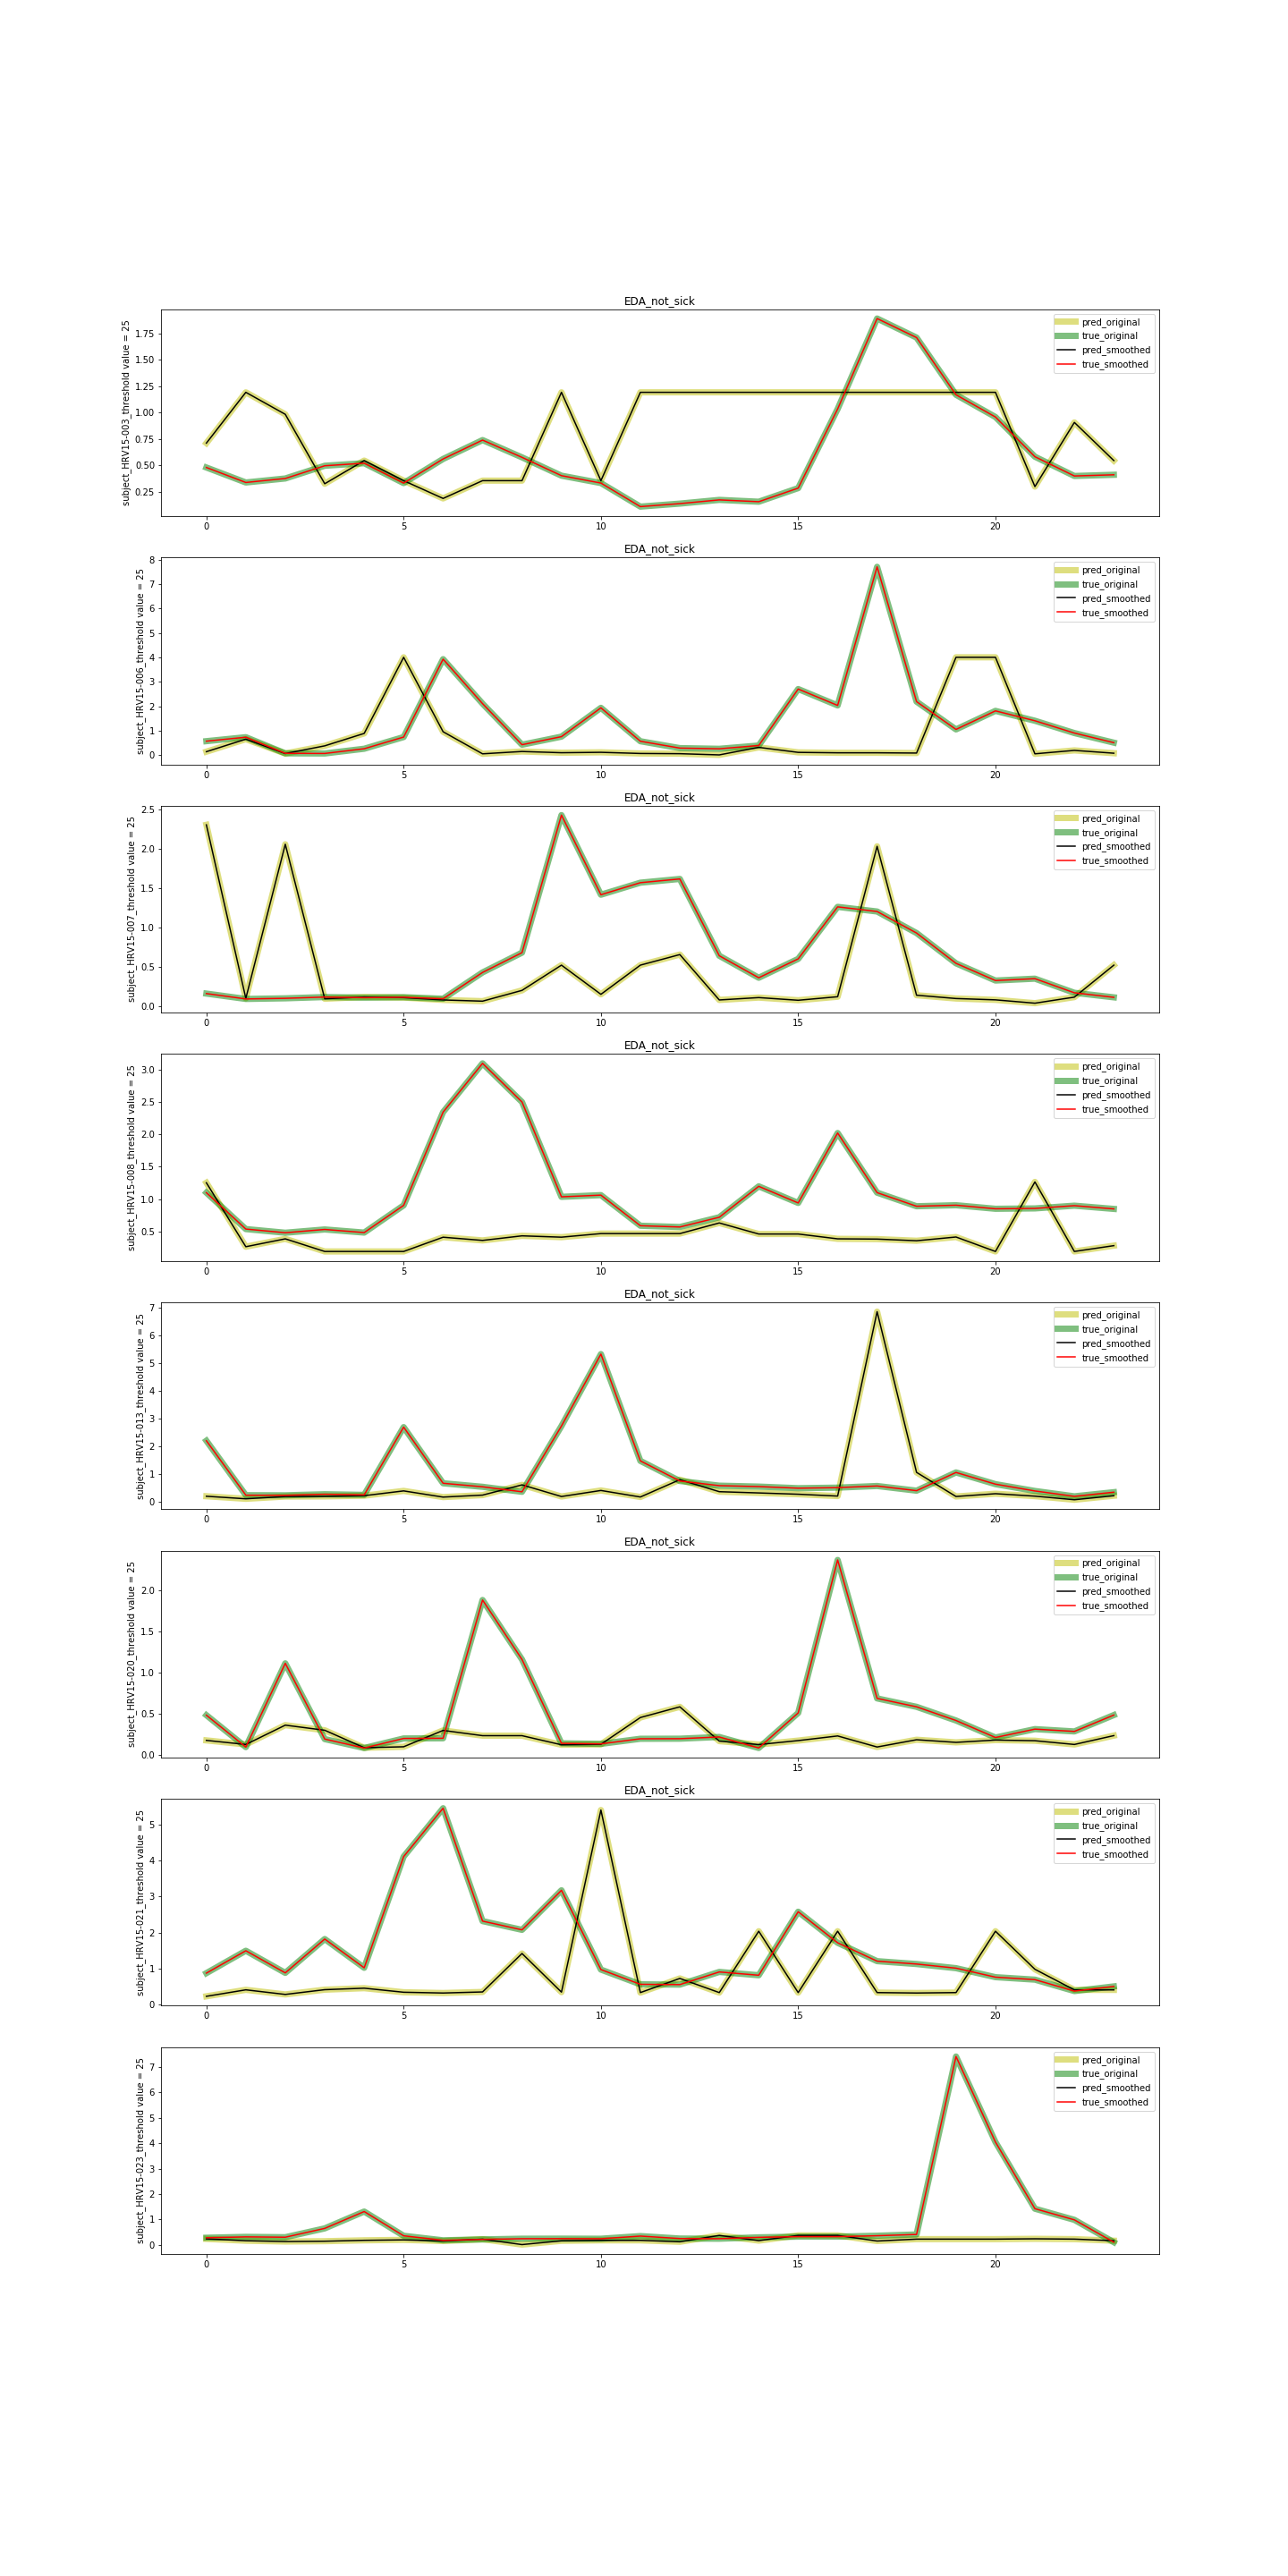 EDA_not_sick
subject_HRV15-003_threshold value = 25
1.75
1.50
1.25
1.00
0.75
0.50
0.25
pred_original
true_original
pred_smoothed
true_smoothed
0 5 10 15 20
EDA_not_sick
subject_HRV15-006_threshold value = 25
8
7
6
5
4
3
2
1
0
pred_original
true_original
pred_smoothed
true_smoothed
0 5 10 15 20
EDA_not_sick
subject_HRV15-007_threshold value = 25
2.5
2.0
1.5
1.0
0.5
0.0
pred_original
true_original
pred_smoothed
true_smoothed
0 5 10 15 20
EDA_not_sick
subject_HRV15-008_threshold value = 25
3.0
2.5
2.0
1.5
1.0
0.5
pred_original
true_original
pred_smoothed
true_smoothed
0 5 10 15 20
EDA_not_sick
subject_HRV15-013_threshold value = 25
7
6
5
4
3
2
1
0
pred_original
true_original
pred_smoothed
true_smoothed
0 5 10 15 20
EDA_not_sick
subject_HRV15-020_threshold value = 25
2.0
1.5
1.0
0.5
0.0
pred_original
true_original
pred_smoothed
true_smoothed
0 5 10 15 20
EDA_not_sick
subject_HRV15-021_threshold value = 25
5
4
3
2
1
0
pred_original
true_original
pred_smoothed
true_smoothed
0 5 10 15 20
subject_HRV15-023_threshold value = 25
7
6
5
4
3
2
1
0
pred_original
true_original
pred_smoothed
true_smoothed
0 5 10 15 20